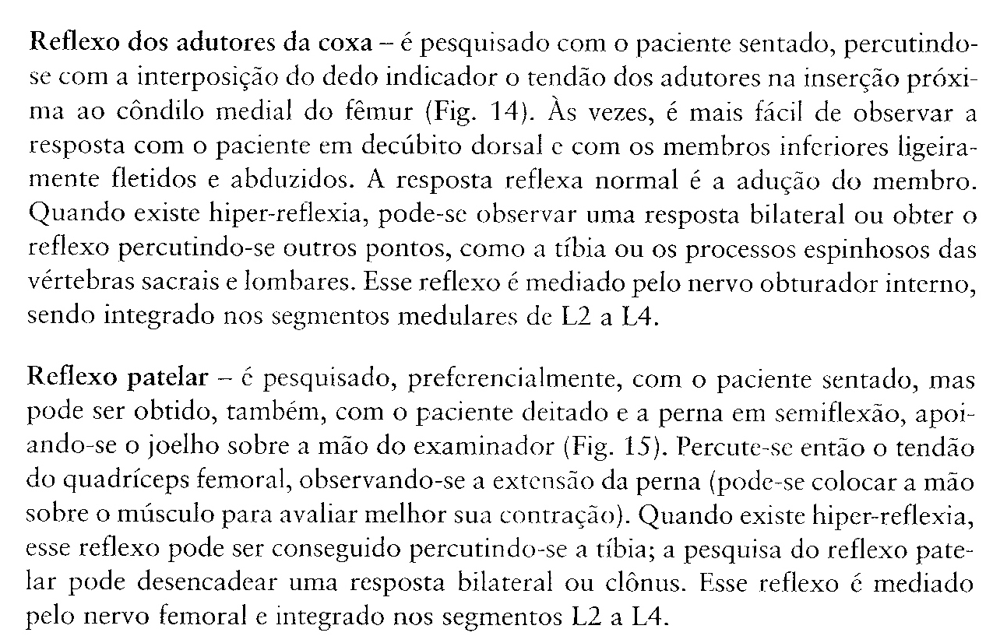 Reflexo dos adutores da coxa – é pesquisado com o paciente sentado, percutindo-
se com a interposição do dedo indicador o tendão dos adutores na inserção próxi-
ma ao côndilo medial do fêmur (Fig. 14). Às vezes, é mais fácil de observar a
resposta com o paciente em decúbito dorsal e com os membros inferiores ligeira-
mente fletidos e abduzidos. A resposta reflexa normal é a adução do membro.
Quando existe hiper-reflexia, pode-se observar uma resposta bilateral ou obter o
reflexo percutindo-se outros pontos, como a tíbia ou os processos espinhosos das
vértebras sacrais e lombares. Esse reflexo é mediado pelo nervo obturador interno,
sendo integrado nos segmentos medulares de L2 a L4.
Reflexo patelar – é pesquisado, preferencialmente, com o paciente sentado, mas
pode ser obtido, também, com o paciente deitado e a perna em semiflexão, apoi-
ando-se o joelho sobre a mão do examinador (Fig. 15). Percute-se então o tendão
do quadríceps femoral, observando-se a extensão da perna (pode-se colocar a mão
sobre o músculo para avaliar melhor sua contração). Quando existe hiper-reflexia,
esse reflexo pode ser conseguido percutindo-se a tíbia; a pesquisa do reflexo pate-
lar pode desencadear uma resposta bilateral ou clônus. Esse reflexo é mediado
pelo nervo femoral e integrado nos segmentos L2 a L4.